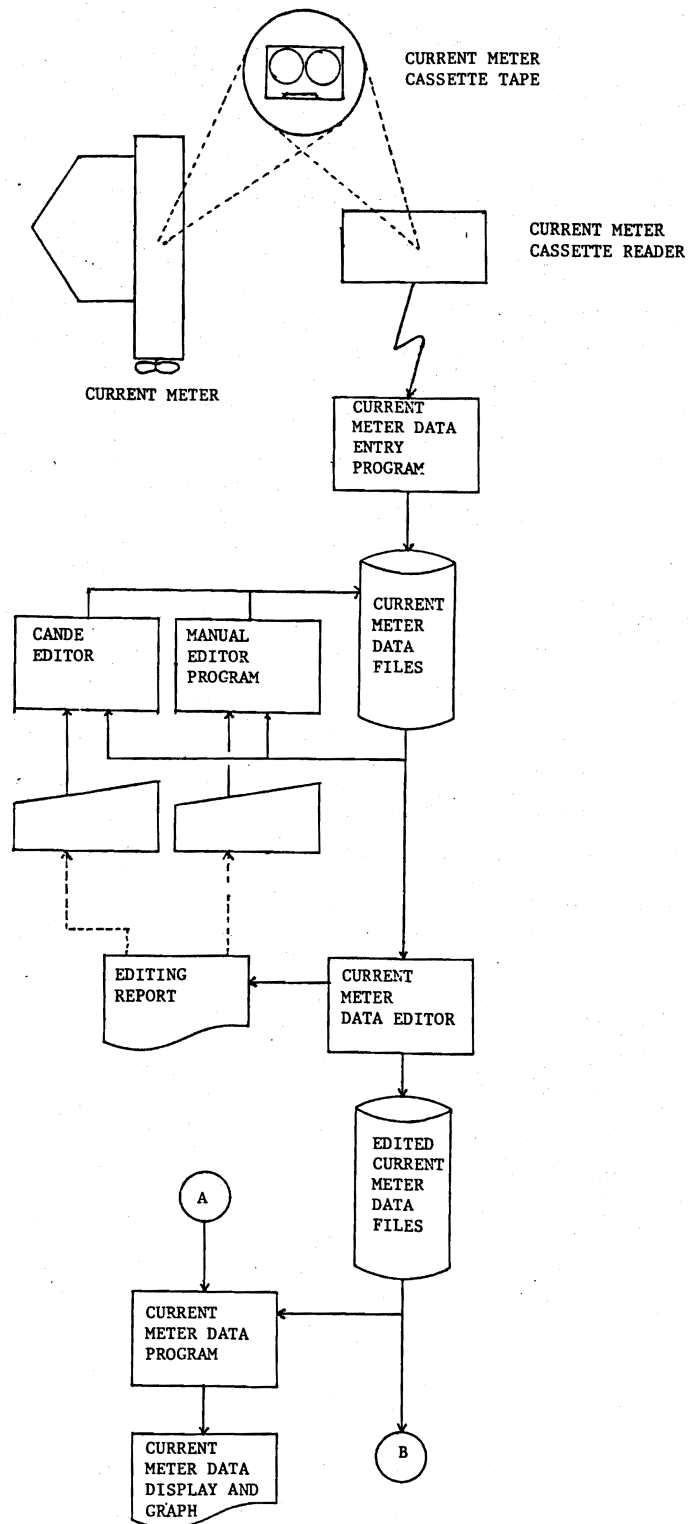 CURRENT METER
CASSETTE TAPE
CURRENT METER
CASSETTE READER
CURRENT METER
CURRENT
METER DATA
ENTRY
PROGRAM
CURRENT
METER
DATA
FILES
CANDE
EDITOR
MANUAL
EDITOR
PROGRAM
EDITING
REPORT
CURRENT
METER
DATA EDITOR
EDITED
CURRENT
METER
DATA
FILES
A
CURRENT
METER DATA
PROGRAM
B
CURRENT
METER DATA
DISPLAY AND
GRAPH